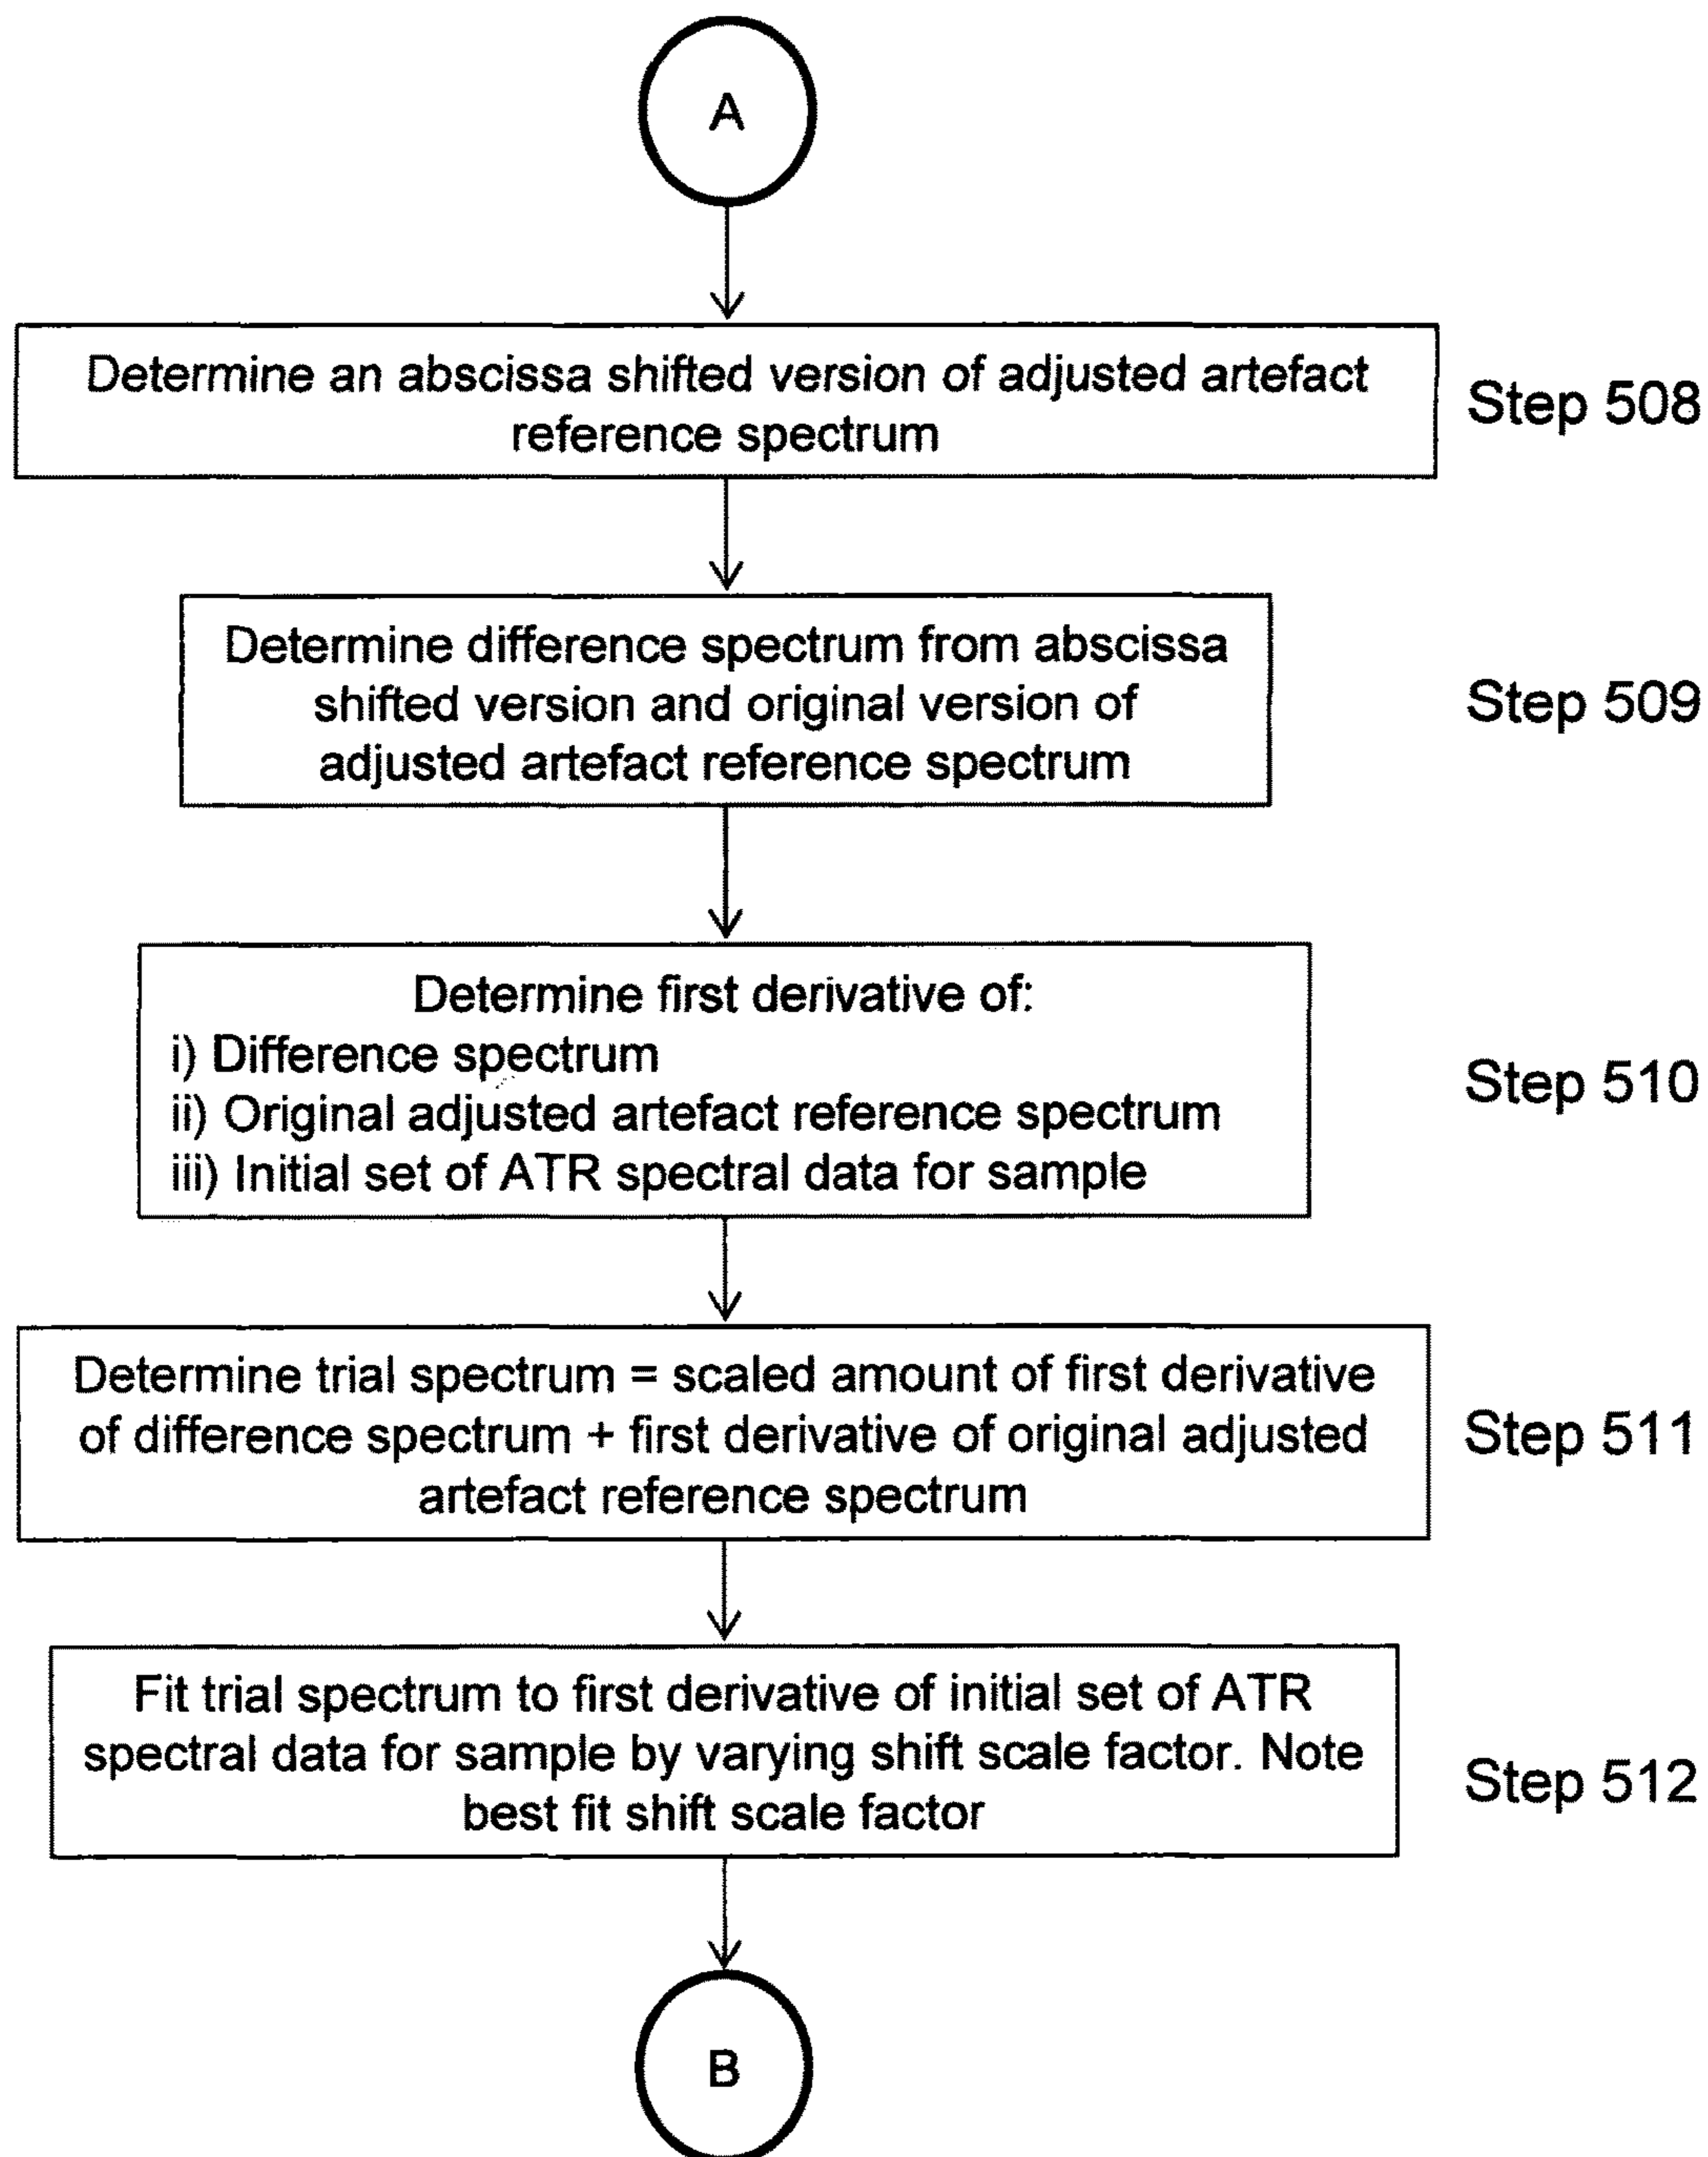 A
Determine an abscissa shifted version of adjusted artefact
reference spectrum
Step 508
Determine difference spectrum from abscissa
shifted version and original version of
adjusted artefact reference spectrum
Step 509
Determine first derivative of:
i) Difference spectrum
ii) Original adjusted artefact reference spectrum
iii) Initial set of ATR spectral data for sample
Step 510
Determine trial spectrum = scaled amount of first derivative
of difference spectrum + first derivative of original adjusted
artefact reference spectrum
Step 511
Fit trial spectrum to first derivative of initial set of ATR
spectral data for sample by varying shift scale factor. Note
best fit shift scale factor
Step 512
B